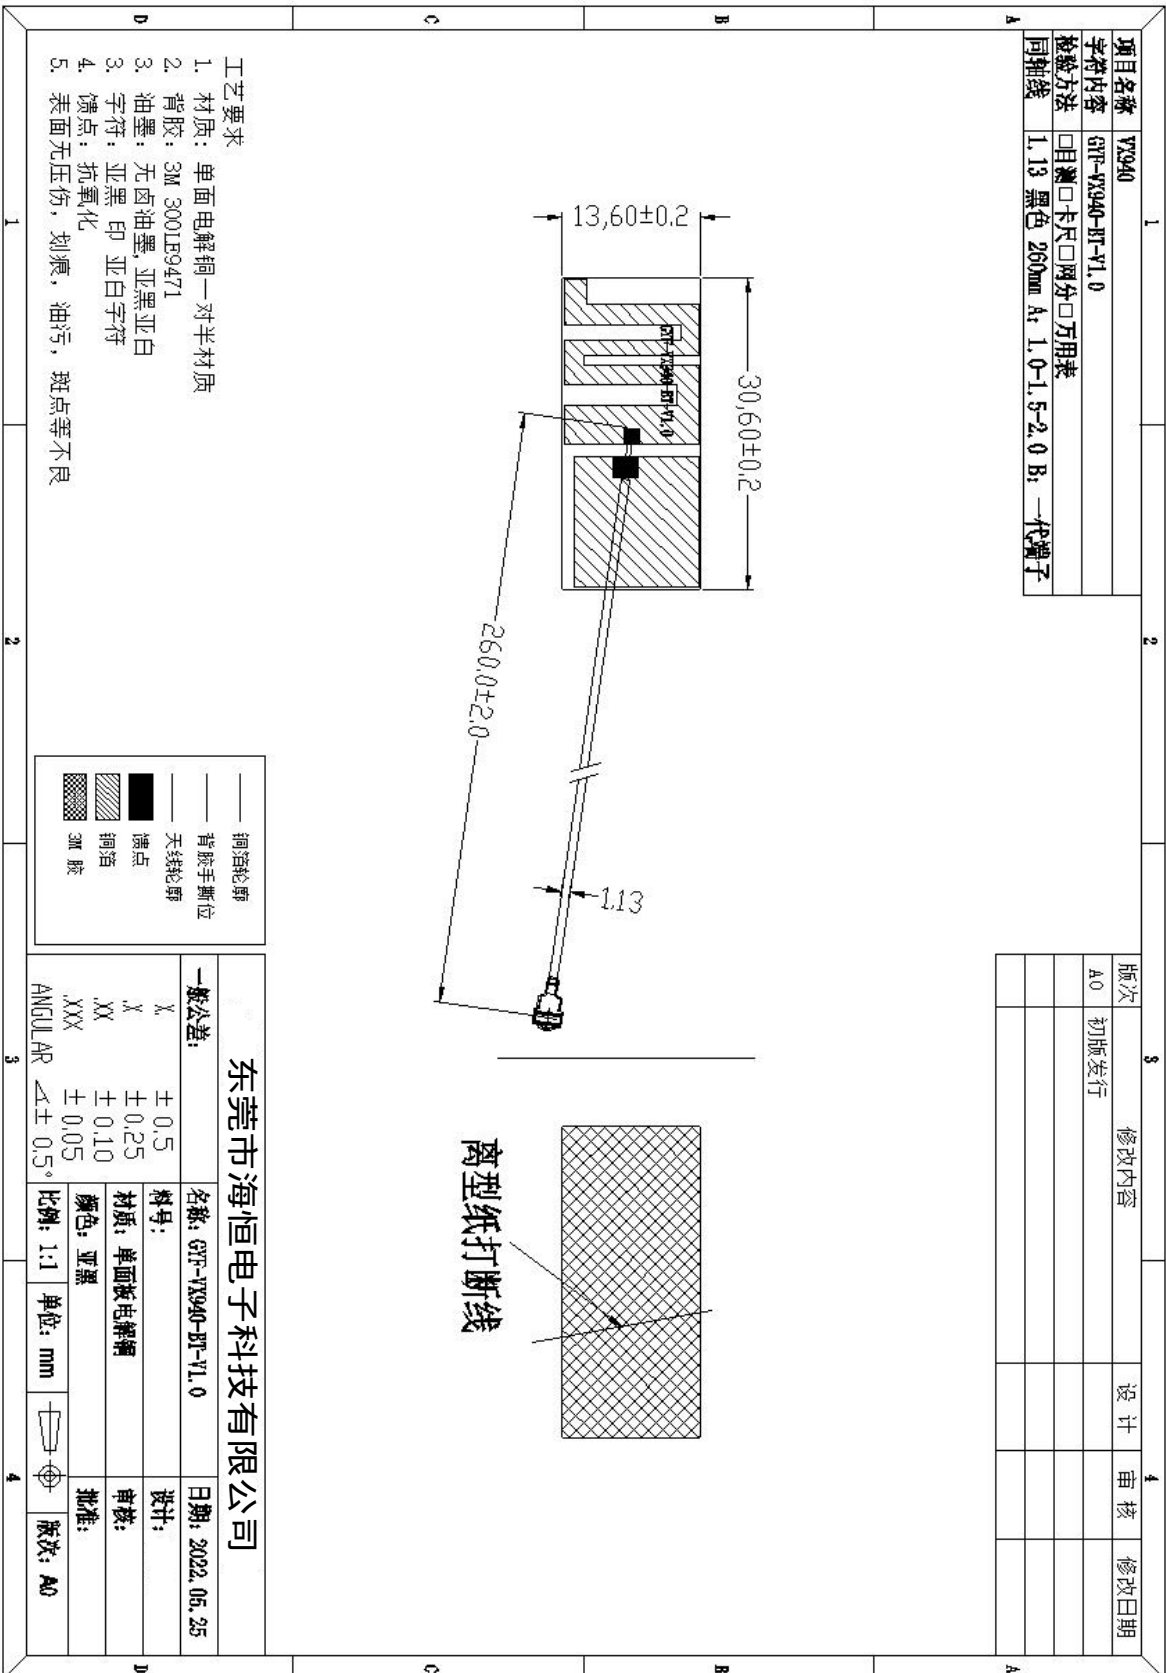 1
2
3
4
A
B
C
D
项目名称 VX940
字符内容 GYF-VX940-BT-V1.0
检验方法 □目测□卡尺□网分□万用表
同轴线 1.13 黑色 260mm A: 1.0-1.5-2.0 B: 一代端子
版次 修改内容 设计 审核 修改日期
A0 初版发行
30,60±0.2
13,60±0.2
GYF-VX940-BT-V1.0
1.13
260.0±2.0
离型纸打断线
工艺要求
1. 材质: 单面电解铜一对半材质
2. 背胶: 3M 300LE9471
3. 油墨: 无卤油墨, 亚黑亚白
3. 字符: 亚黑 印 亚白字符
4. 馈点: 抗氧化
5. 表面无压伤, 划痕, 油污, 斑点等不良
铜箔轮廓
背胶手撕位
天线轮廓
馈点
铜箔
3M 胶
东莞市海恒电子科技有限公司
一般公差:
X. ±0.5
.X ±0.25
.XX ±0.10
.XXX ±0.05
ANGULAR ∠± 0.5°
名称: GYF-VX940-BT-V1.0
日期: 2022.05.25
料号:
设计:
材质: 单面板电解铜
审核:
颜色: 亚黑
批准:
比例: 1:1 单位: mm
版次: A0
D
C
B
A
1
2
3
4